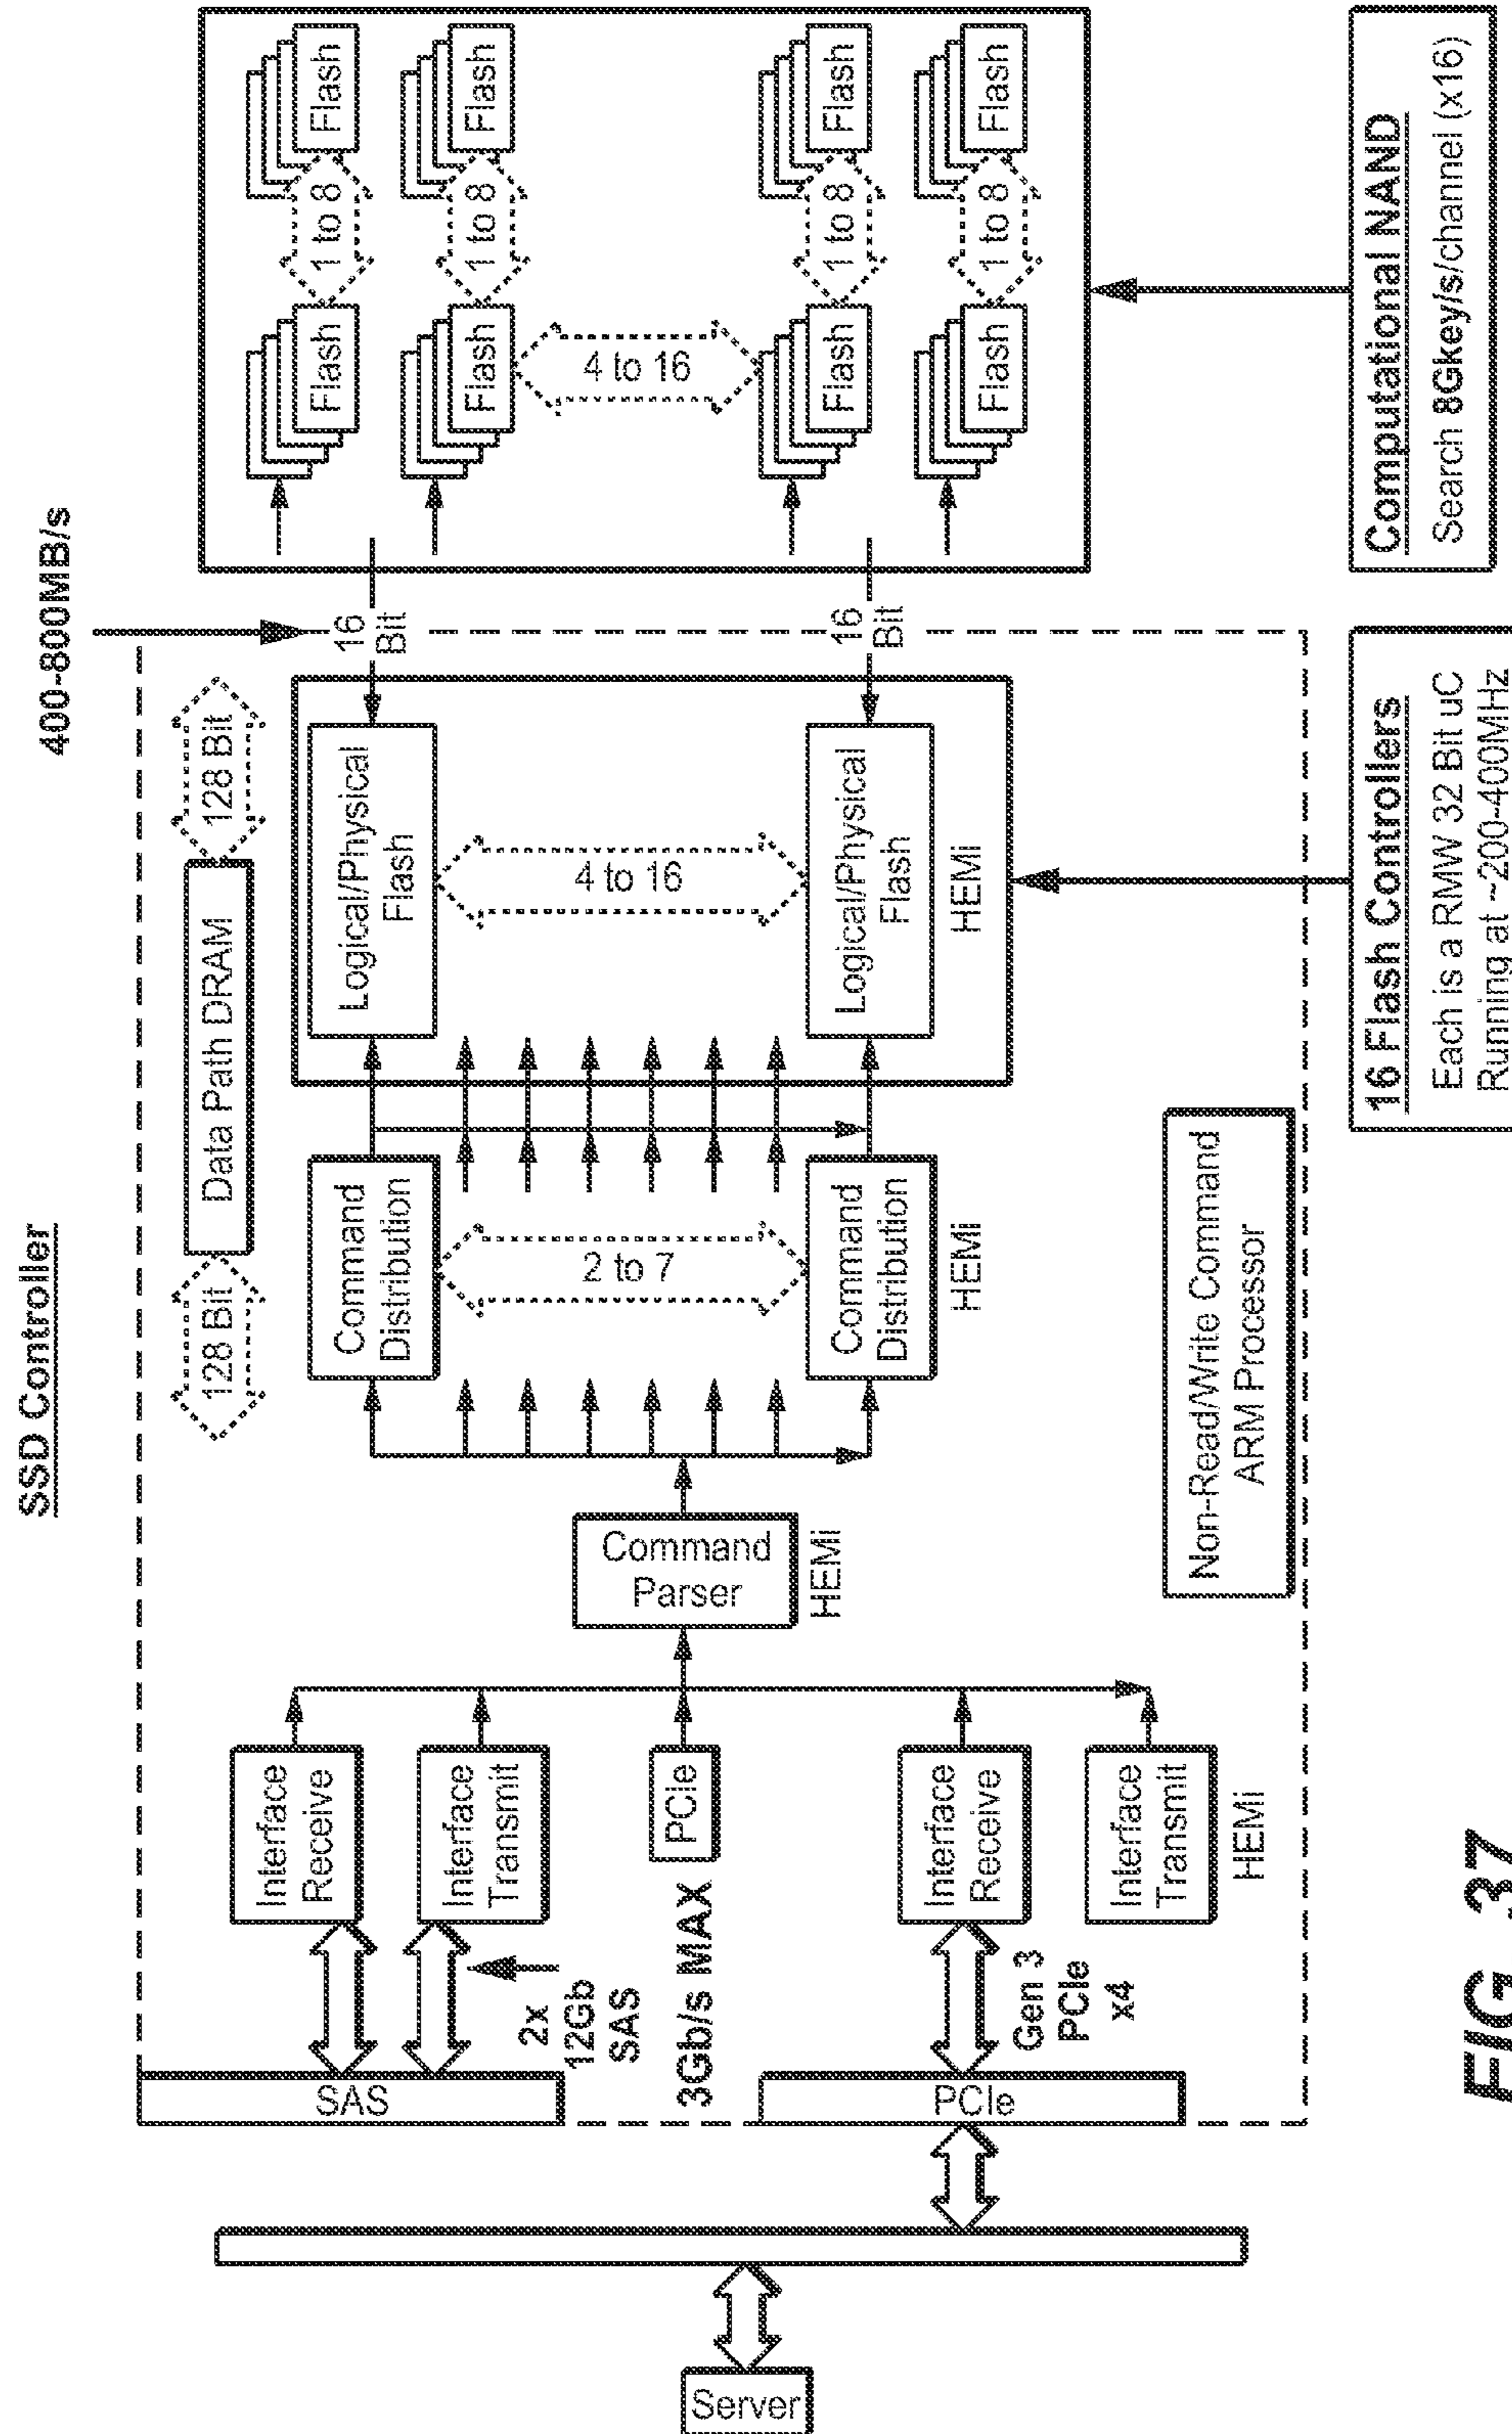 SSD Controller
400-800MB/s
128 Bit
Data Path DRAM
128 Bit
Server
SAS
2x
12Gb
SAS
3Gb/s MAX
PCIe
Gen 3
PCIe
x4
Interface
Receive
Interface
Transmit
PCIe
Interface
Receive
Interface
Transmit
HEMi
Command
Parser
HEMi
Command
Distribution
2 to 7
Command
Distribution
HEMi
Logical/Physical
Flash
4 to 16
Logical/Physical
Flash
HEMi
Non-Read/Write Command
ARM Processor
16
Bit
16
Bit
Flash
1 to 8
Flash
Flash
1 to 8
Flash
4 to 16
Flash
1 to 8
Flash
Flash
1 to 8
Flash
16 Flash Controllers
Each is a RMW 32 Bit uC
Running at ~200-400MHz
Computational NAND
Search 8Gkey/s/channel (x16)
FIG. 37